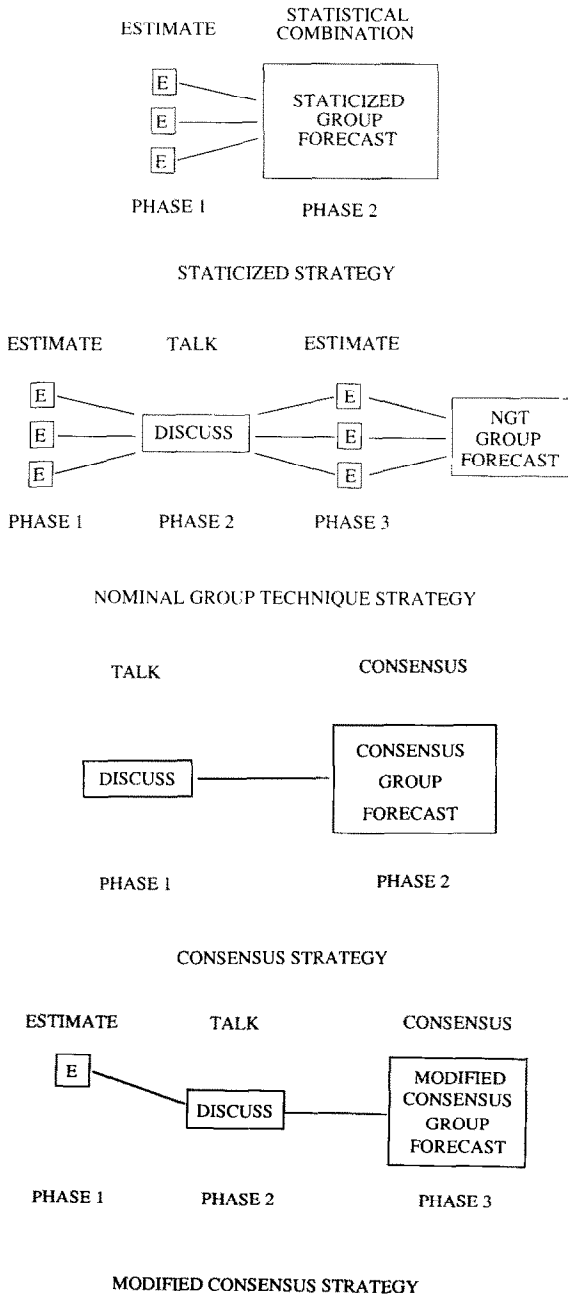 ESTIMATE
STATISTICAL
COMBINATION
E
E
E
STATICIZED
GROUP
FORECAST
PHASE 1
PHASE 2
STATICIZED STRATEGY
ESTIMATE
TALK
ESTIMATE
E
E
E
DISCUSS
E
E
E
NGT
GROUP
FORECAST
PHASE 1
PHASE 2
PHASE 3
NOMINAL GROUP TECHNIQUE STRATEGY
TALK
CONSENSUS
DISCUSS
CONSENSUS
GROUP
FORECAST
PHASE 1
PHASE 2
CONSENSUS STRATEGY
ESTIMATE
TALK
CONSENSUS
E
DISCUSS
MODIFIED
CONSENSUS
GROUP
FORECAST
PHASE 1
PHASE 2
PHASE 3
MODIFIED CONSENSUS STRATEGY